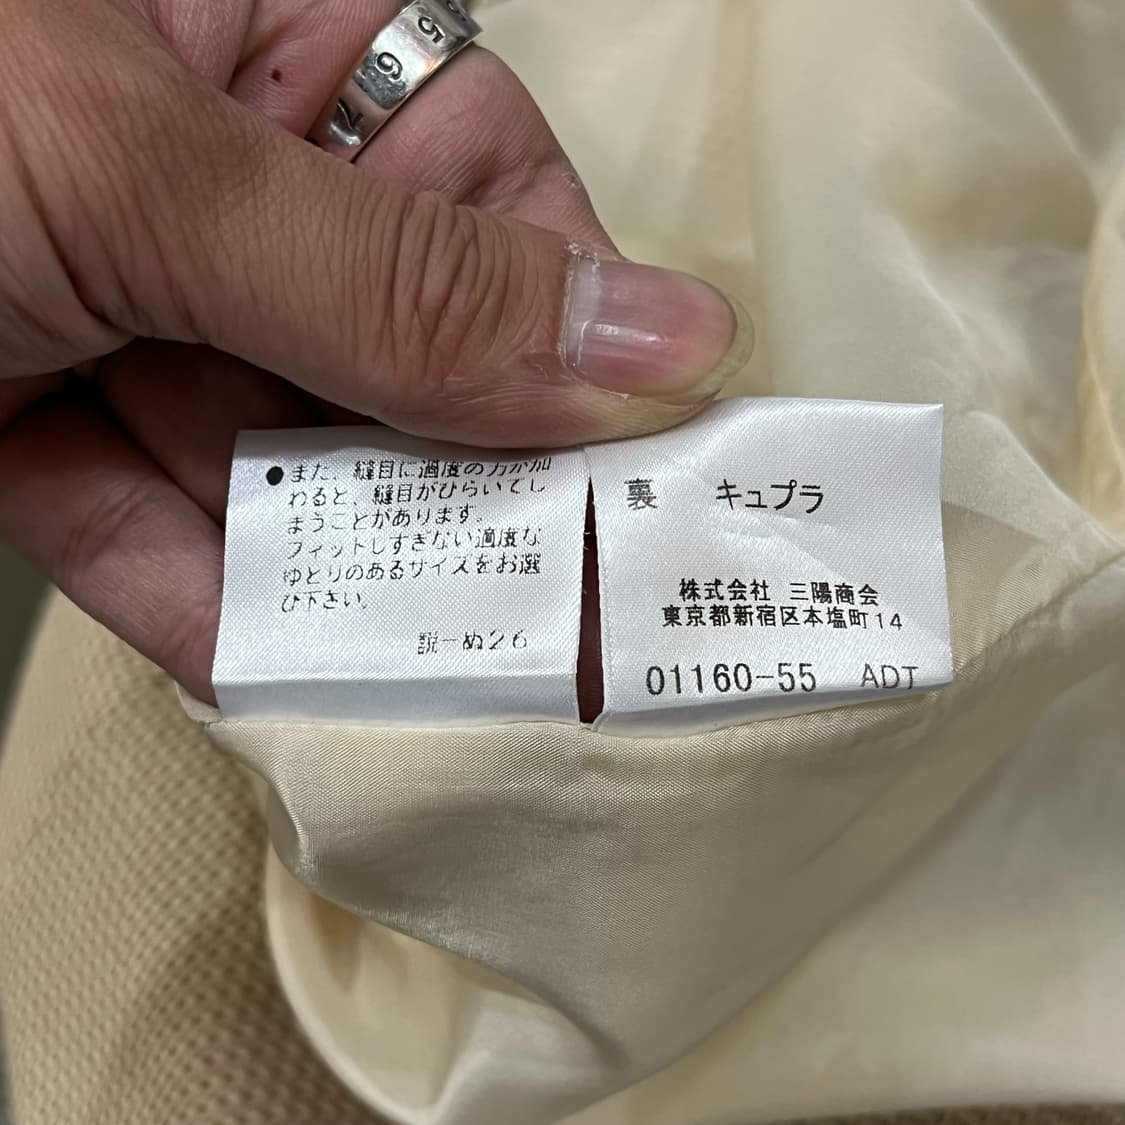 5
6
7
●また、縫目に過度の力が加
わると、縫目がひらいてし
まうことがあります。
フィットしすぎない適度な
ゆとりのあるサイズをお選
び下さい。
説ーぬ26
裏 キュプラ
株式会社 三陽商会
東京都新宿区本塩町14
01160-55 ADT